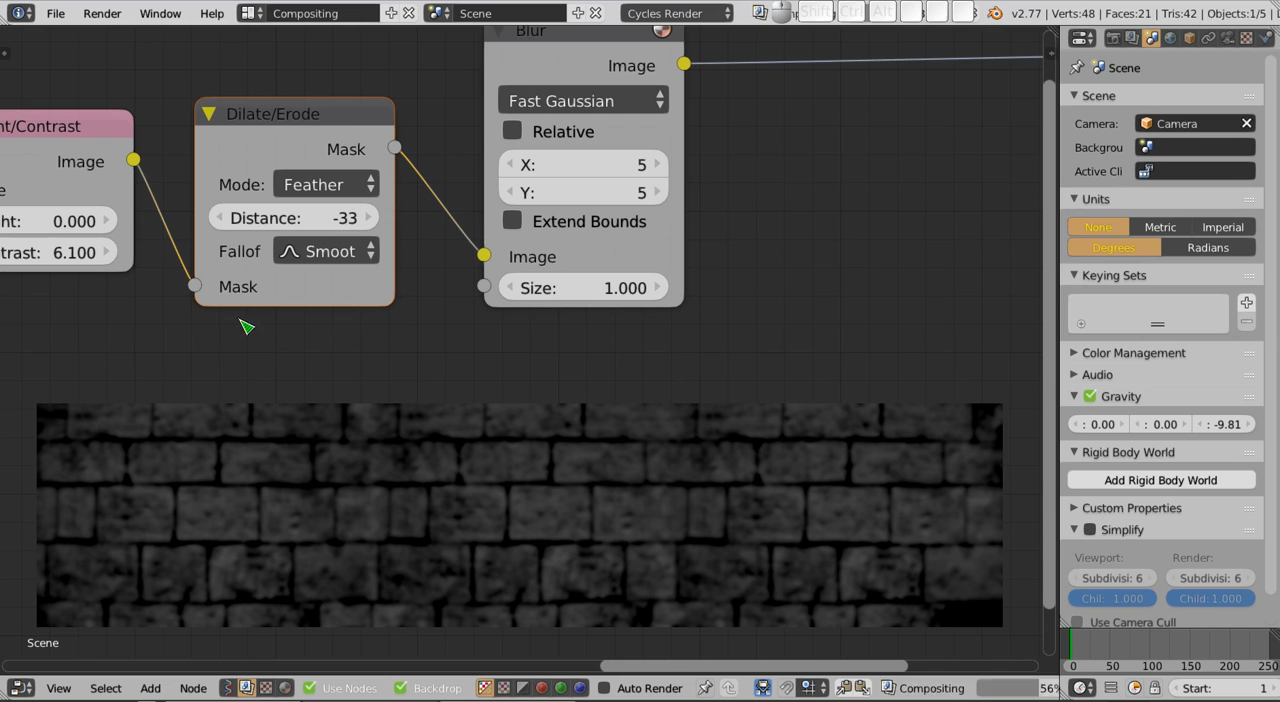 File Render Window Help Compositing Scene Cycles Render Shift Ctrl Alt v2.77 | Verts:48 | Faces:21 | Tris:42 | Objects:1/5 |
Blur
Image
Fast Gaussian
Relative
X: 5
Y: 5
Extend Bounds
Image
Size: 1.000
Dilate/Erode
Mask
Mode: Feather
Distance: -33
Fallof Smoot
Mask
nt/Contrast
Image
e
ht: 0.000
trast: 6.100
Scene
Scene
Scene
Camera: Camera
Backgrou
Active Cli
Units
None Metric Imperial
Degrees Radians
Keying Sets
Color Management
Audio
Gravity
: 0.00 : 0.00 : -9.81
Rigid Body World
Add Rigid Body World
Custom Properties
Simplify
Viewport: Render:
Subdivisi: 6 Subdivisi: 6
Chil: 1.000 Child: 1.000
Use Camera Cull
0 50 100 150 200 250
View Select Add Node Use Nodes Backdrop Auto Render Compositing 56%
Start: 1